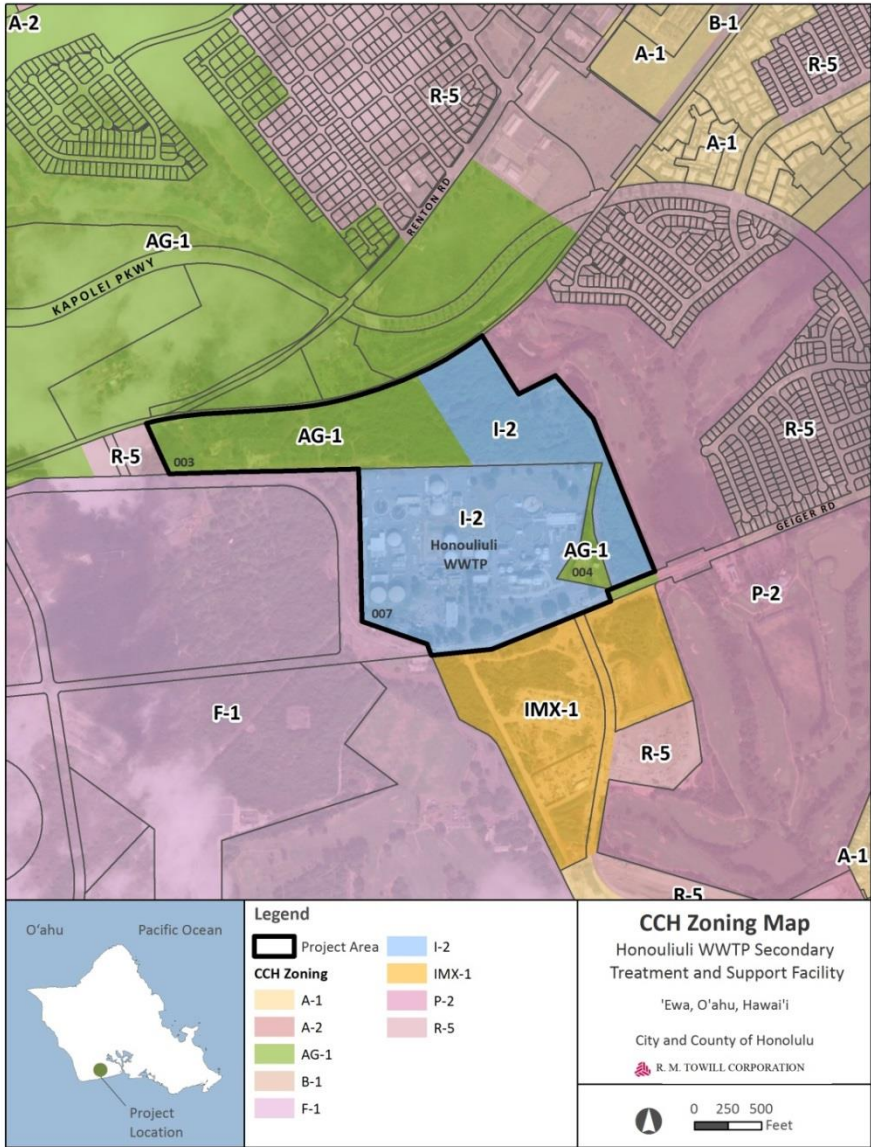 A-2
B-1
A-1
R-5
R-5
A-1
RENTON RD
AG-1
KAPOLEI PKWY
R-5
AG-1
I-2
R-5
003
I-2
Honouliuli
WWTP
AG-1
004
GEIGER RD
P-2
007
F-1
IMX-1
R-5
A-1
R-5
O'ahu
Pacific Ocean
Project
Location
Legend
Project Area
CCH Zoning
A-1
A-2
AG-1
B-1
F-1
I-2
IMX-1
P-2
R-5
CCH Zoning Map
Honouliuli WWTP Secondary
Treatment and Support Facility
'Ewa, O'ahu, Hawai'i
City and County of Honolulu
R. M. TOWILL CORPORATION
0 250 500
Feet